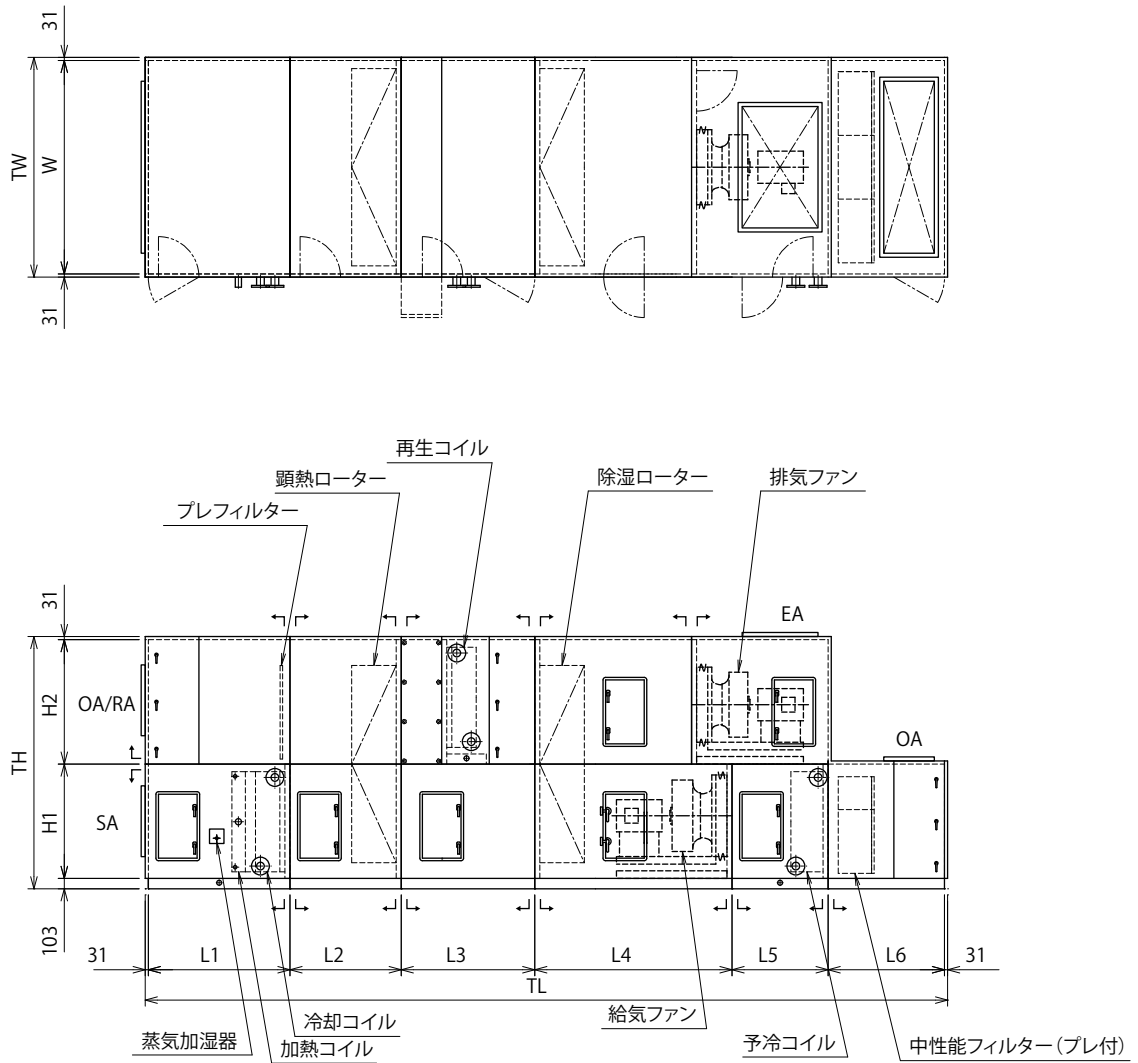 31
TW
W
31
再生コイル
顕熱ローター
除湿ローター
排気ファン
プレフィルター
31
EA
TH
H2
OA/RA
OA
H1
SA
103
31
L1
L2
L3
L4
L5
L6
31
TL
冷却コイル
給気ファン
蒸気加湿器
加熱コイル
予冷コイル
中性能フィルター(プレ付)